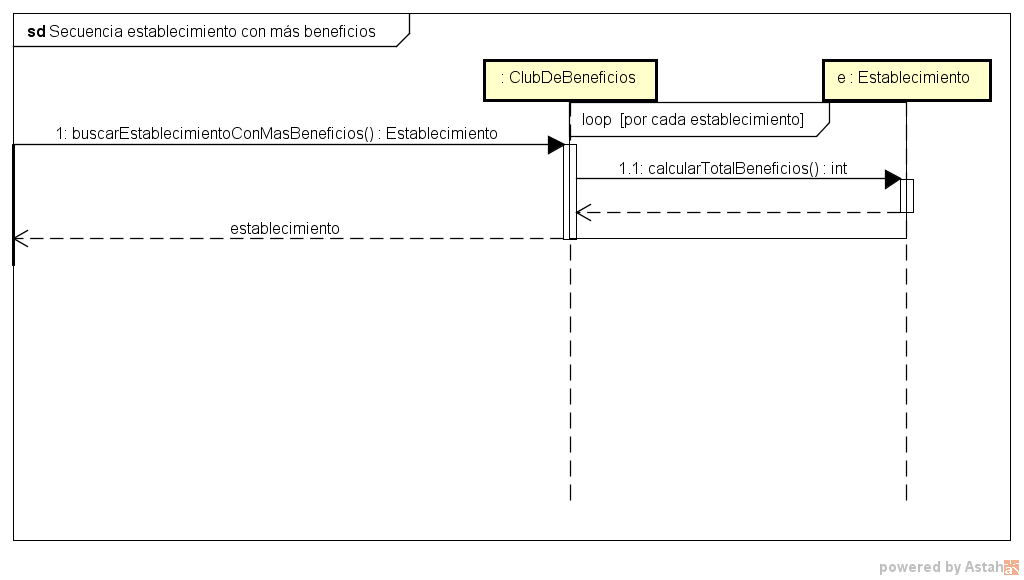 sd Secuencia establecimiento con más beneficios
: ClubDeBeneficios
e : Establecimiento
loop [por cada establecimiento]
1: buscarEstablecimientoConMasBeneficios() : Establecimiento
1.1: calcularTotalBeneficios() : int
establecimiento
powered by Astah